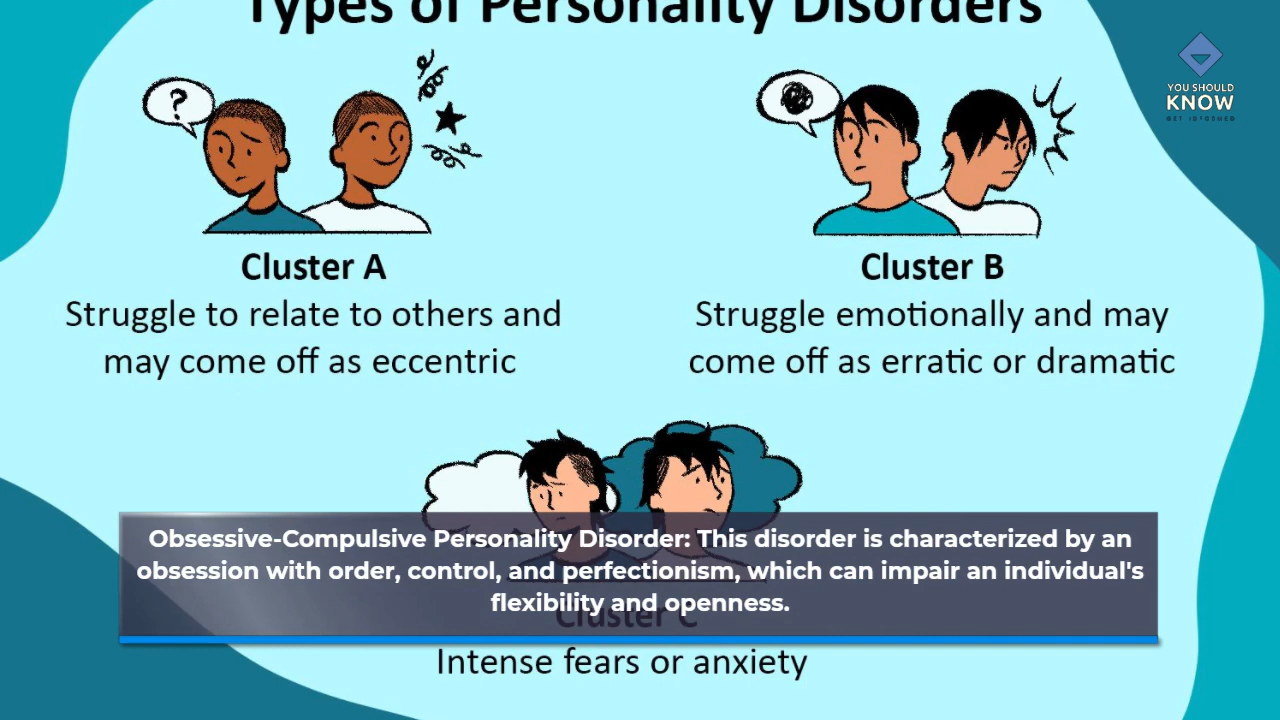 Types of Personality Disorders
YOU SHOULD
KNOW
GET INFORMED
?
Cluster A
Struggle to relate to others and
may come off as eccentric
Cluster B
Struggle emotionally and may
come off as erratic or dramatic
Obsessive-Compulsive Personality Disorder: This disorder is characterized by an
obsession with order, control, and perfectionism, which can impair an individual's
flexibility and openness.
Cluster C
Intense fears or anxiety